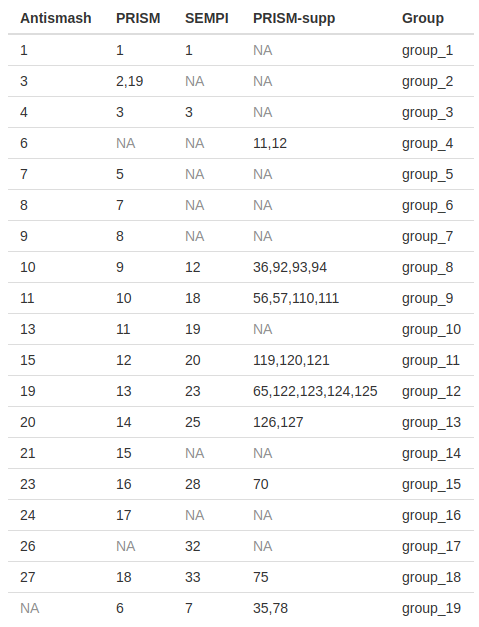 Antismash PRISM SEMPI PRISM-supp Group
1 1 1 NA group_1
3 2,19 NA NA group_2
4 3 3 NA group_3
6 NA NA 11,12 group_4
7 5 NA NA group_5
8 7 NA NA group_6
9 8 NA NA group_7
10 9 12 36,92,93,94 group_8
11 10 18 56,57,110,111 group_9
13 11 19 NA group_10
15 12 20 119,120,121 group_11
19 13 23 65,122,123,124,125 group_12
20 14 25 126,127 group_13
21 15 NA NA group_14
23 16 28 70 group_15
24 17 NA NA group_16
26 NA 32 NA group_17
27 18 33 75 group_18
NA 6 7 35,78 group_19